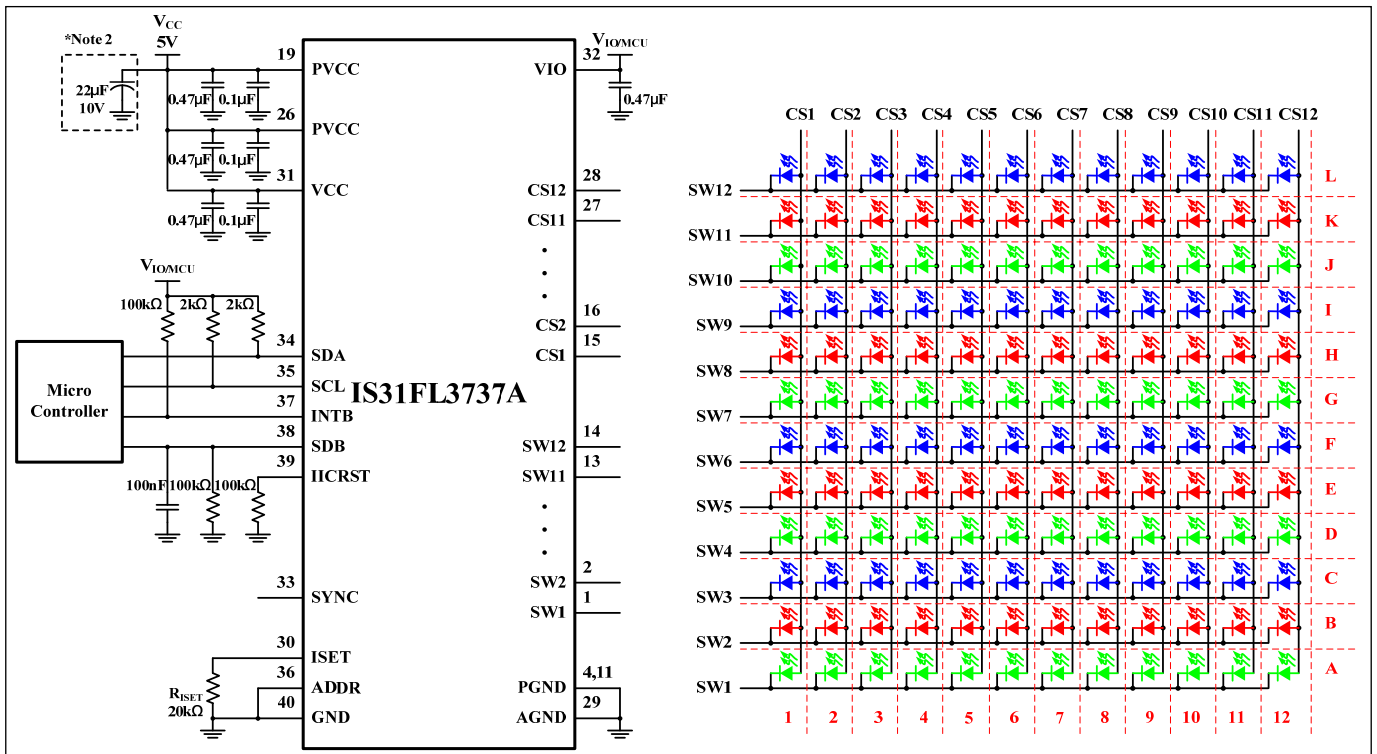 *Note 2
VCC
5V
22µF
10V
0.47µF 0.1µF
0.47µF 0.1µF
0.47µF 0.1µF
19 PVCC
26 PVCC
31 VCC
VIO/MCU
100kΩ 2kΩ 2kΩ
Micro
Controller
34 SDA
35 SCL
37 INTB
38 SDB
39 IICRST
100nF 100kΩ 100kΩ
33 SYNC
30 ISET
36 ADDR
40 GND
RISET
20kΩ
IS31FL3737A
VIO/MCU
VIO 32
0.47µF
CS12 28
CS11 27
CS2 16
CS1 15
SW12 14
SW11 13
SW2 2
SW1 1
PGND 4,11
AGND 29
CS1 CS2 CS3 CS4 CS5 CS6 CS7 CS8 CS9 CS10 CS11 CS12
SW12 L
SW11 K
SW10 J
SW9 I
SW8 H
SW7 G
SW6 F
SW5 E
SW4 D
SW3 C
SW2 B
SW1 A
1 2 3 4 5 6 7 8 9 10 11 12